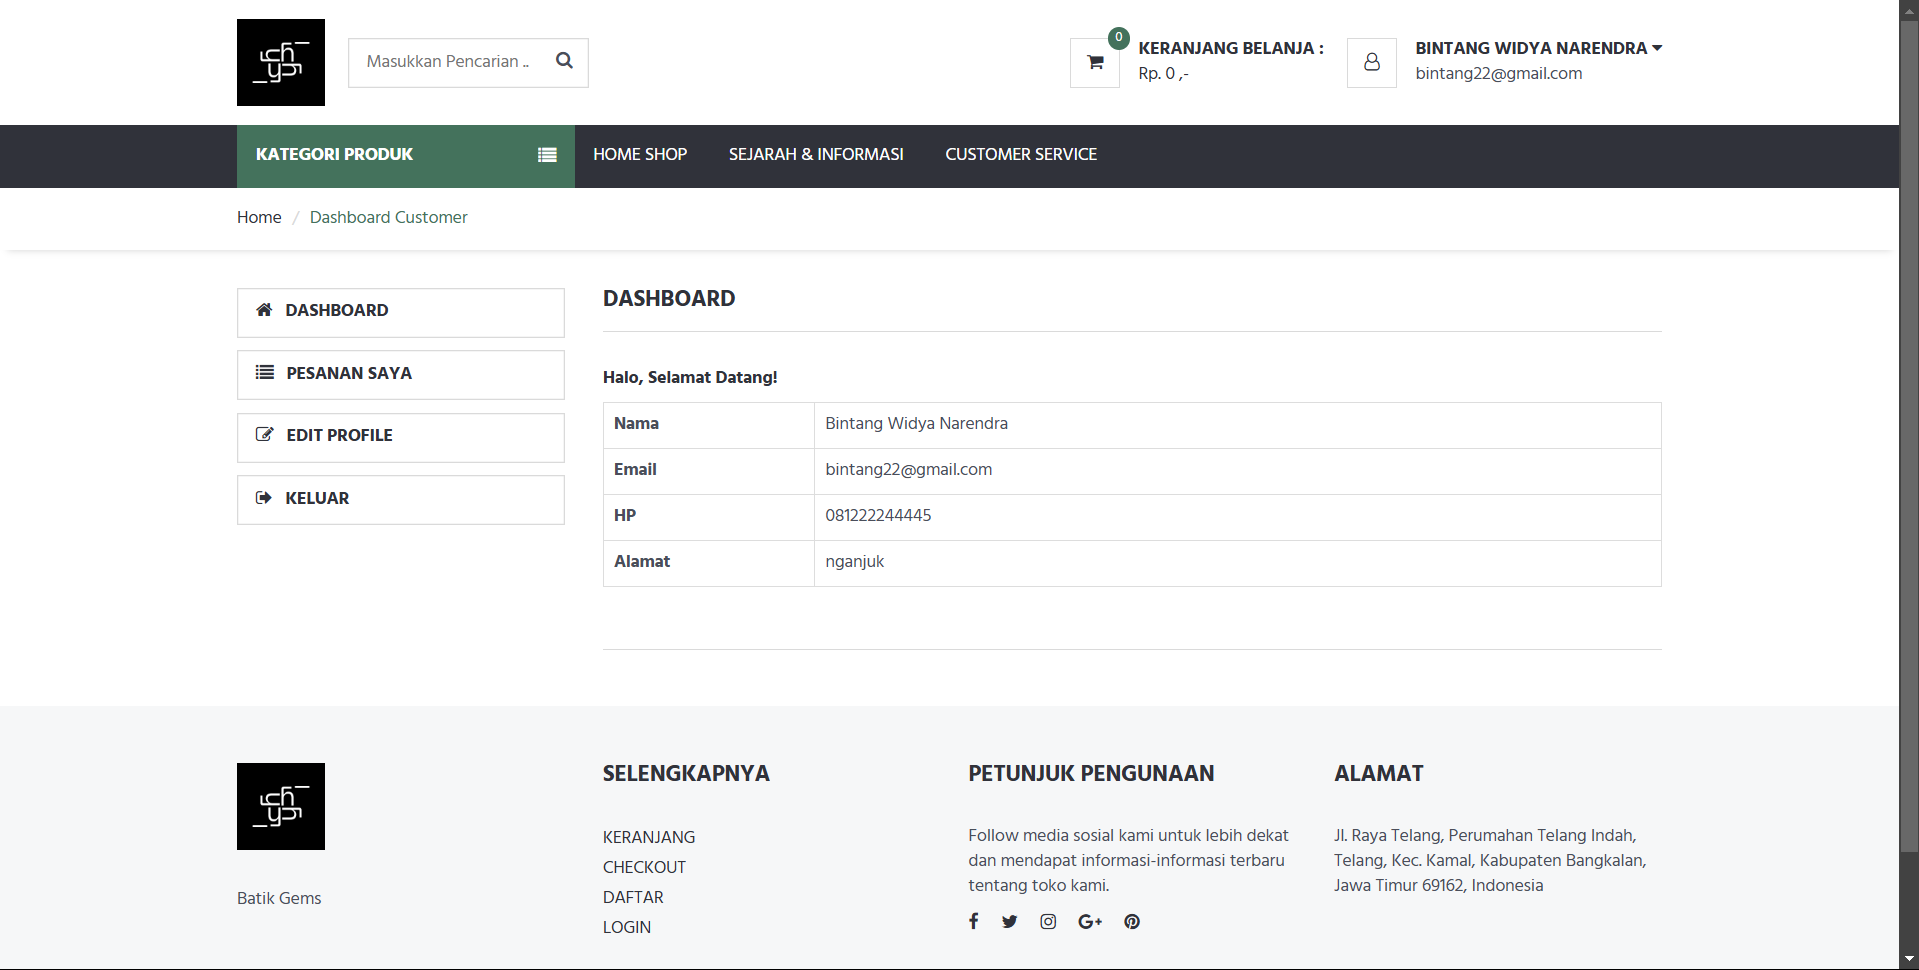 Masukkan Pencarian ..
0
KERANJANG BELANJA :
Rp. 0 ,-
BINTANG WIDYA NARENDRA
bintang22@gmail.com
KATEGORI PRODUK
HOME SHOP
SEJARAH & INFORMASI
CUSTOMER SERVICE
Home / Dashboard Customer
DASHBOARD
PESANAN SAYA
EDIT PROFILE
KELUAR
DASHBOARD
Halo, Selamat Datang!
Nama Bintang Widya Narendra
Email bintang22@gmail.com
HP 081222244445
Alamat nganjuk
Batik Gems
SELENGKAPNYA
KERANJANG
CHECKOUT
DAFTAR
LOGIN
PETUNJUK PENGUNAAN
Follow media sosial kami untuk lebih dekat
dan mendapat informasi-informasi terbaru
tentang toko kami.
ALAMAT
Jl. Raya Telang, Perumahan Telang Indah,
Telang, Kec. Kamal, Kabupaten Bangkalan,
Jawa Timur 69162, Indonesia